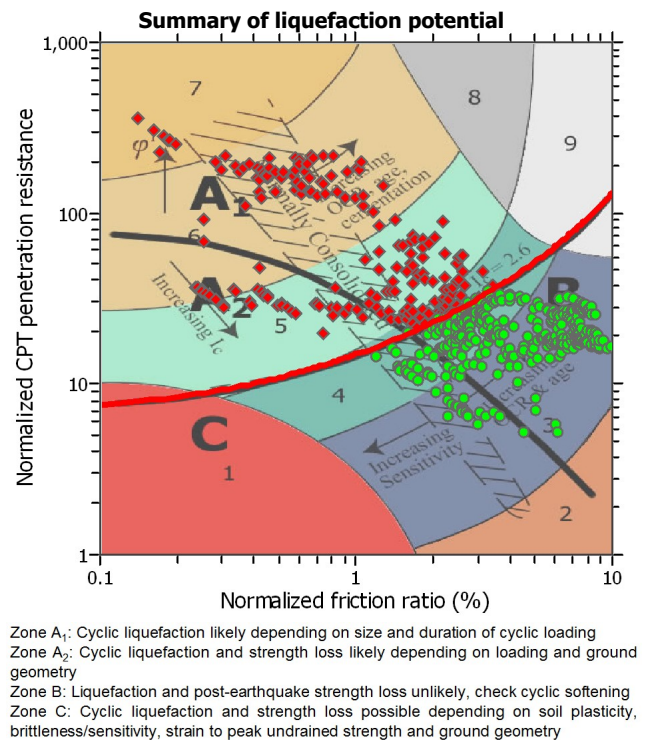 Summary of liquefaction potential
Normalized CPT penetration resistance
1,000
100
10
1
0.1
1
10
Normalized friction ratio (%)
7
8
9
φ'
A1
6
A2
5
B
4
C
1
3
2
Increasing
OCR, age,
cementation
Normally Consolidated
Ic = 2.6
Increasing Ic
Increasing
OCR & age
Increasing
Sensitivity
Zone A1: Cyclic liquefaction likely depending on size and duration of cyclic loading
Zone A2: Cyclic liquefaction and strength loss likely depending on loading and ground
geometry
Zone B: Liquefaction and post-earthquake strength loss unlikely, check cyclic softening
Zone C: Cyclic liquefaction and strength loss possible depending on soil plasticity,
brittleness/sensitivity, strain to peak undrained strength and ground geometry